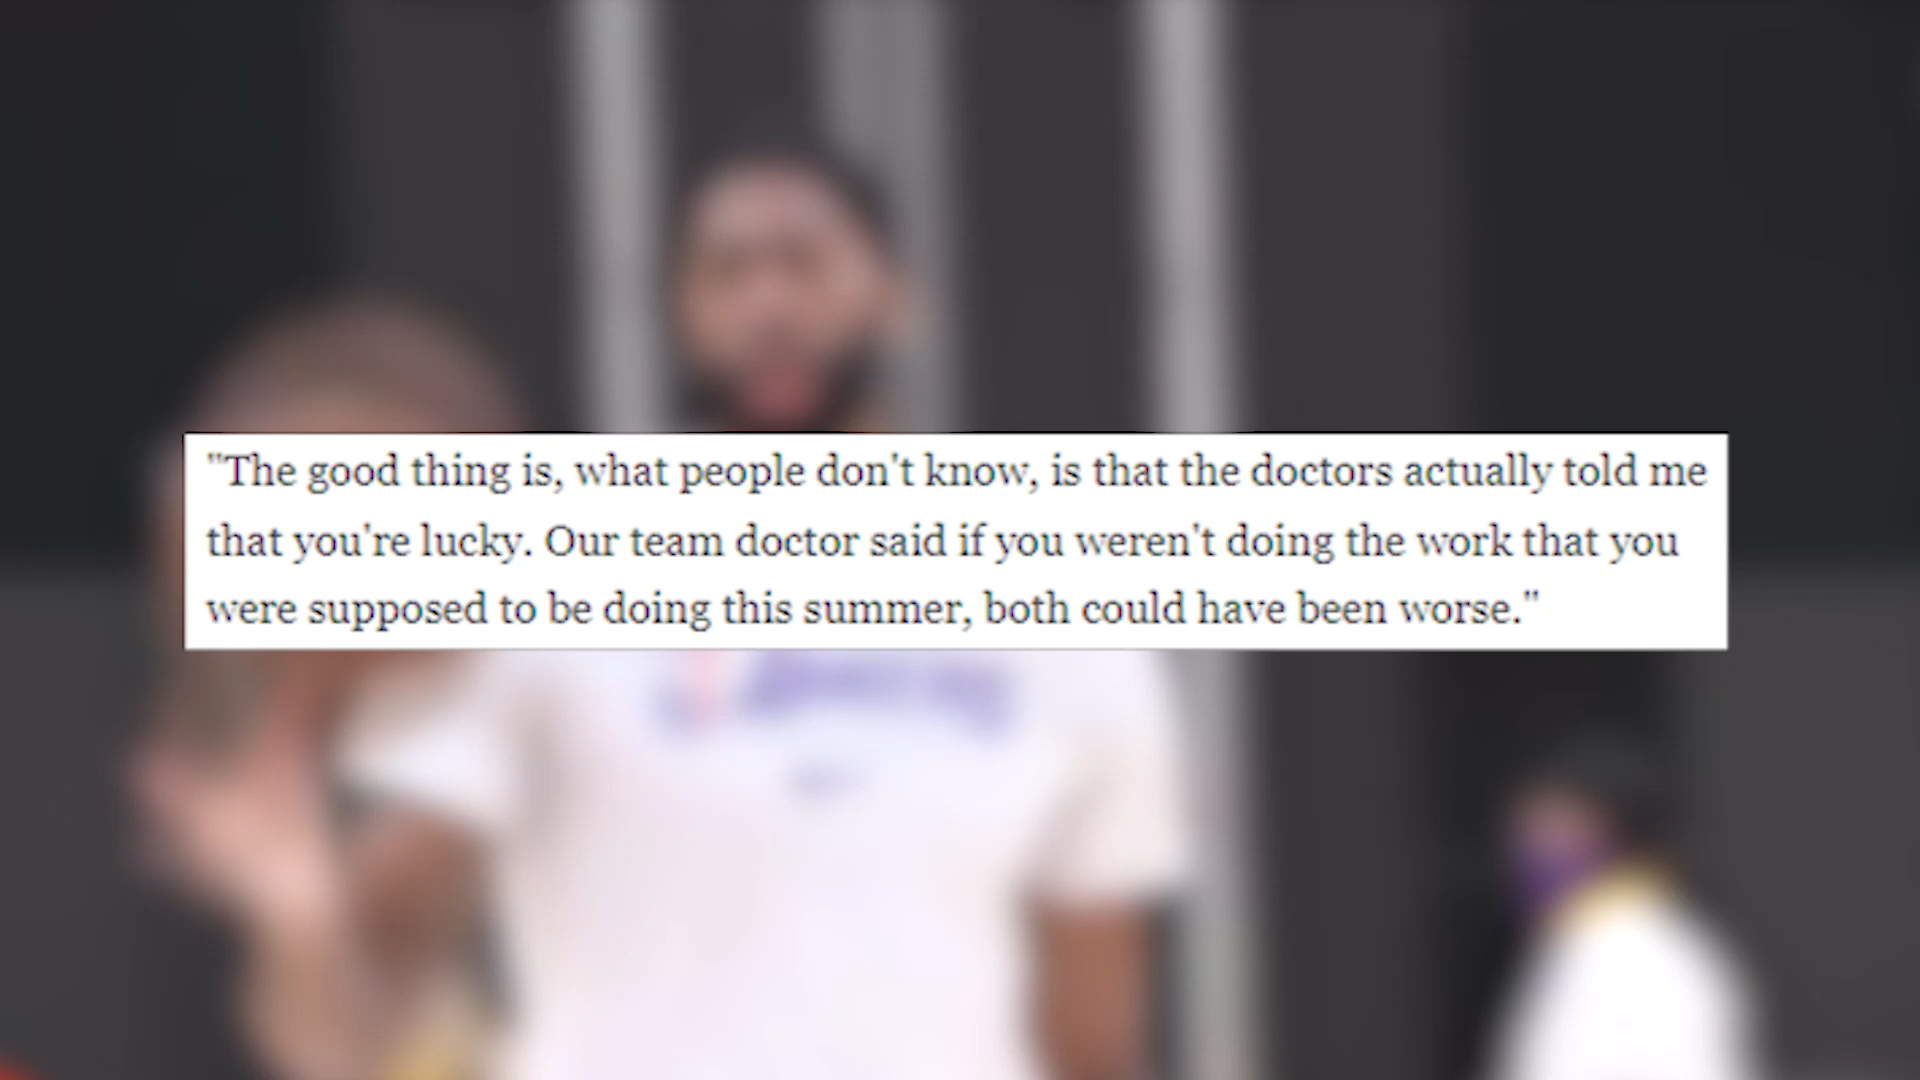 "The good thing is, what people don't know, is that the doctors actually told me
that you're lucky. Our team doctor said if you weren't doing the work that you
were supposed to be doing this summer, both could have been worse."